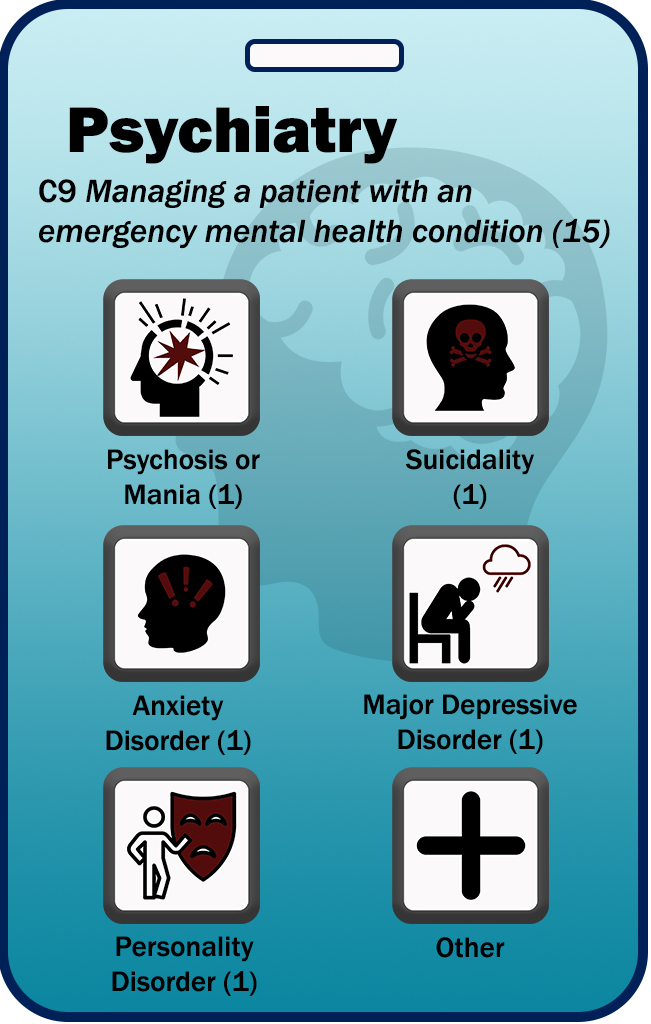 Psychiatry
C9 Managing a patient with an
emergency mental health condition (15)
Psychosis or
Mania (1)
Suicidality
(1)
Anxiety
Disorder (1)
Major Depressive
Disorder (1)
Personality
Disorder (1)
Other